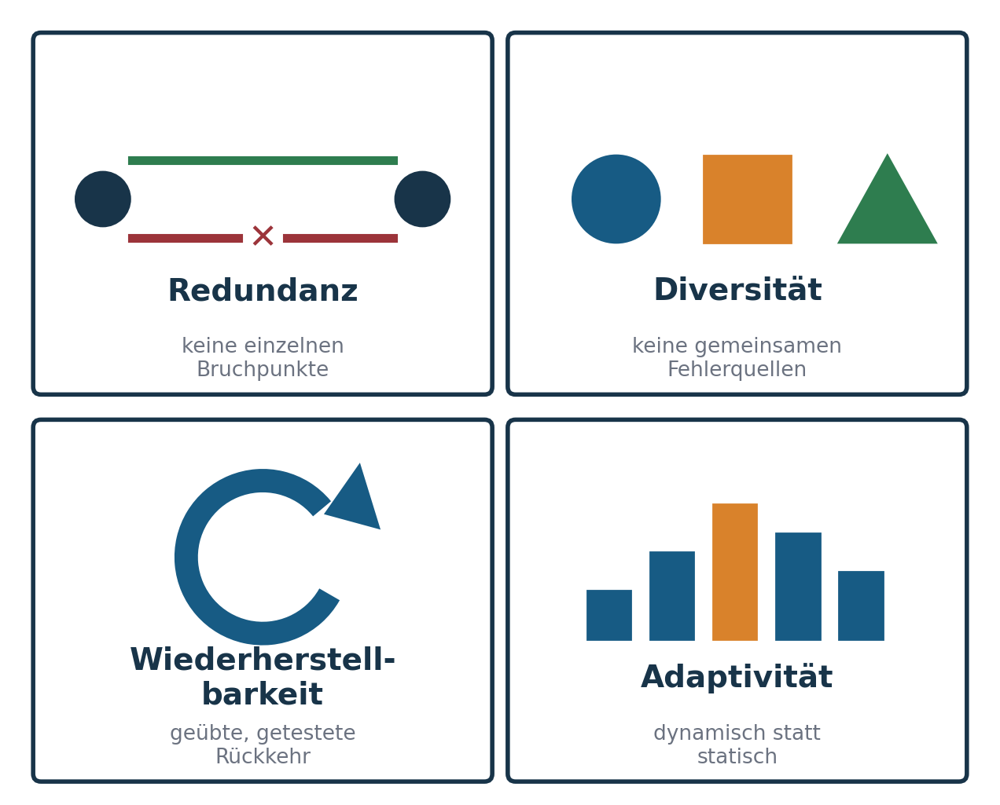 Redundanz
keine einzelnen
Bruchpunkte
Diversität
keine gemeinsamen
Fehlerquellen
Wiederherstell-
barkeit
geübte, getestete
Rückkehr
Adaptivität
dynamisch statt
statisch